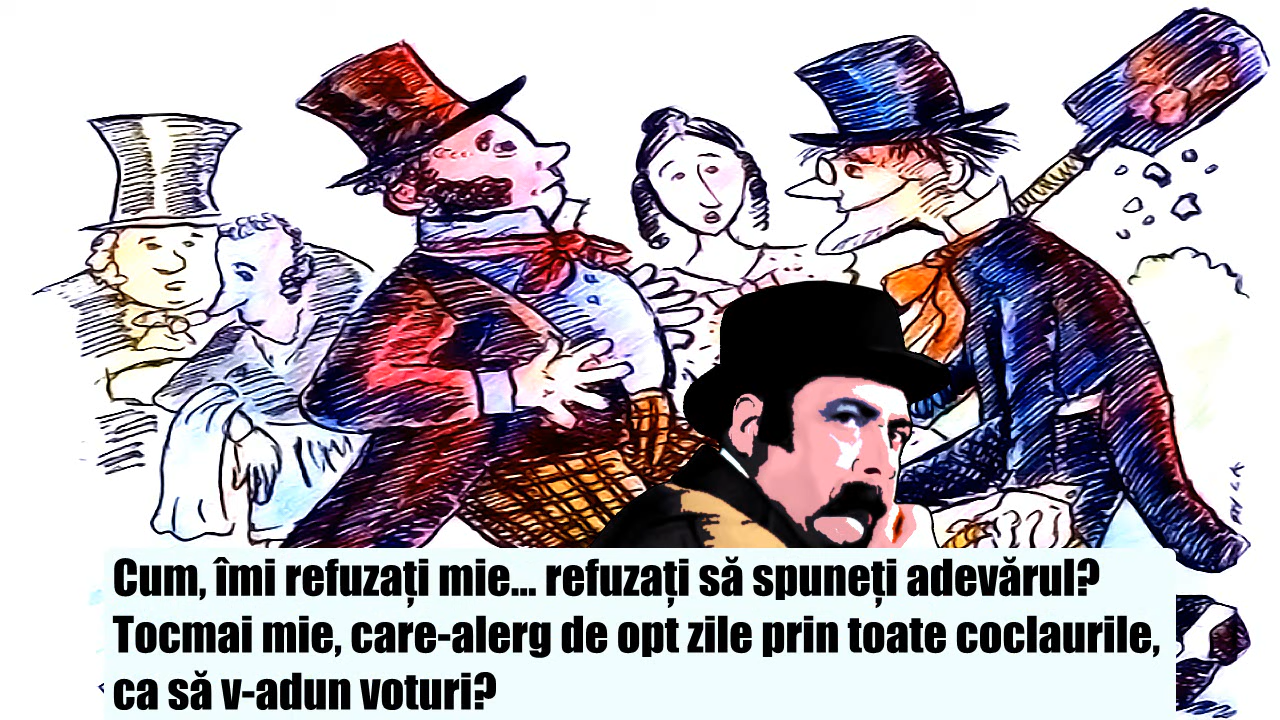 Cum, îmi refuzați mie... refuzați să spuneți adevărul?
Tocmai mie, care-alerg de opt zile prin toate coclaurile,
ca să v-adun voturi?